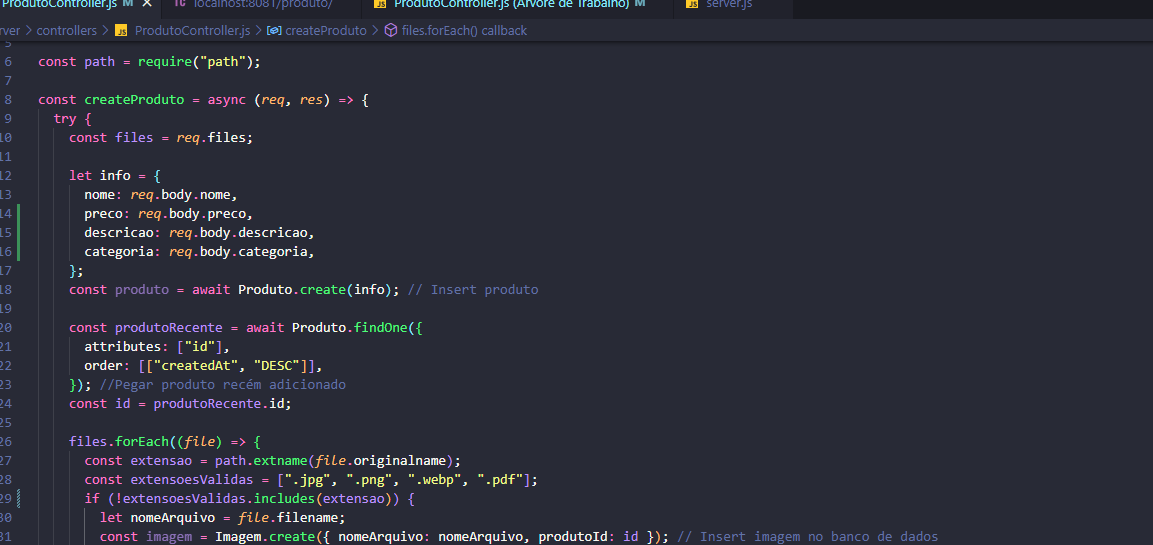 ProdutoController.js M × localhost:8081/produto/ JS ProdutoController.js (Árvore de Trabalho) M JS server.js
rver > controllers > JS ProdutoController.js > createProduto > files.forEach() callback
5
6 const path = require("path");
7
8 const createProduto = async (req, res) => {
9 try {
10 const files = req.files;
11
12 let info = {
13 nome: req.body.nome,
14 preco: req.body.preco,
15 descricao: req.body.descricao,
16 categoria: req.body.categoria,
17 };
18 const produto = await Produto.create(info); // Insert produto
19
20 const produtoRecente = await Produto.findOne({
21 attributes: ["id"],
22 order: [["createdAt", "DESC"]],
23 }); //Pegar produto recém adicionado
24 const id = produtoRecente.id;
25
26 files.forEach((file) => {
27 const extensao = path.extname(file.originalname);
28 const extensoesValidas = [".jpg", ".png", ".webp", ".pdf"];
29 if (!extensoesValidas.includes(extensao)) {
30 let nomeArquivo = file.filename;
31 const imagem = Imagem.create({ nomeArquivo: nomeArquivo, produtoId: id }); // Insert imagem no banco de dados